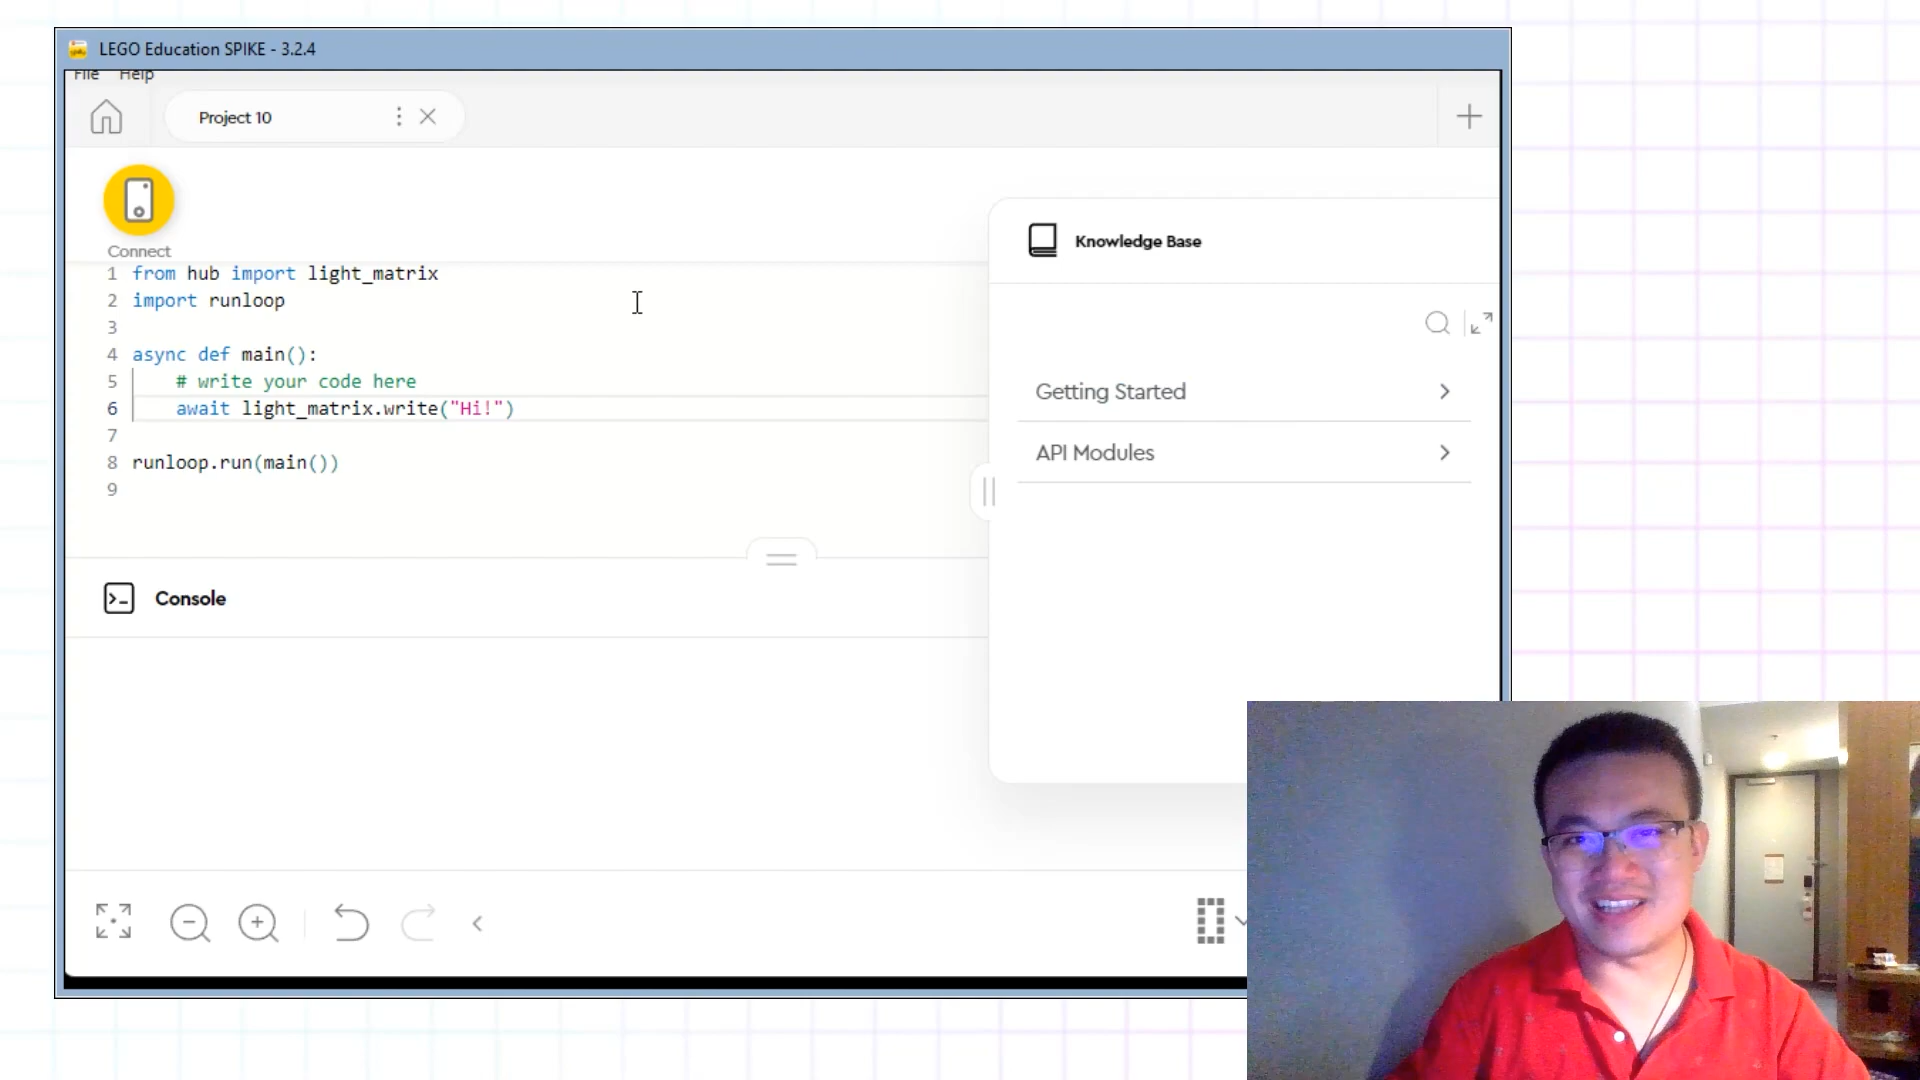 LEGO Education SPIKE - 3.2.4
File Help
Project 10
Connect
1 from hub import light_matrix
2 import runloop
3
4 async def main():
5 # write your code here
6 await light_matrix.write("Hi!")
7
8 runloop.run(main())
9
Knowledge Base
Getting Started
API Modules
Console